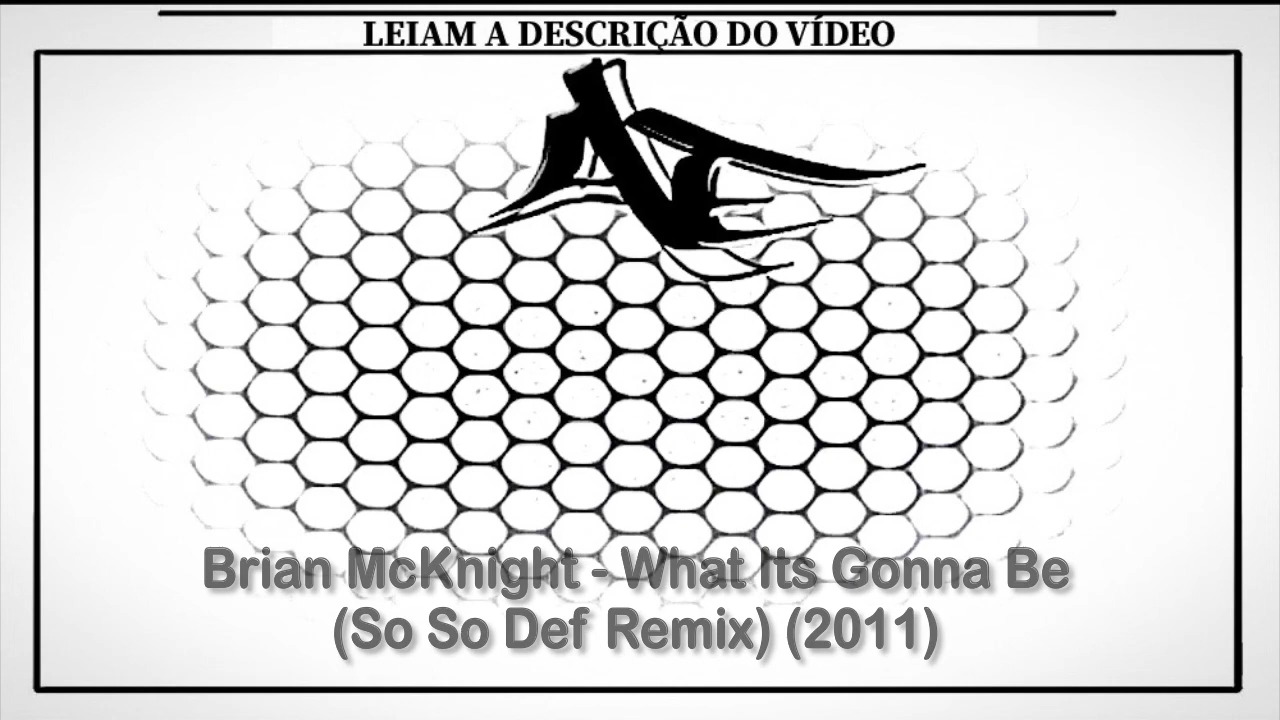 LEIAM A DESCRIÇÃO DO VÍDEO
Brian McKnight - What Its Gonna Be
(So So Def Remix) (2011)